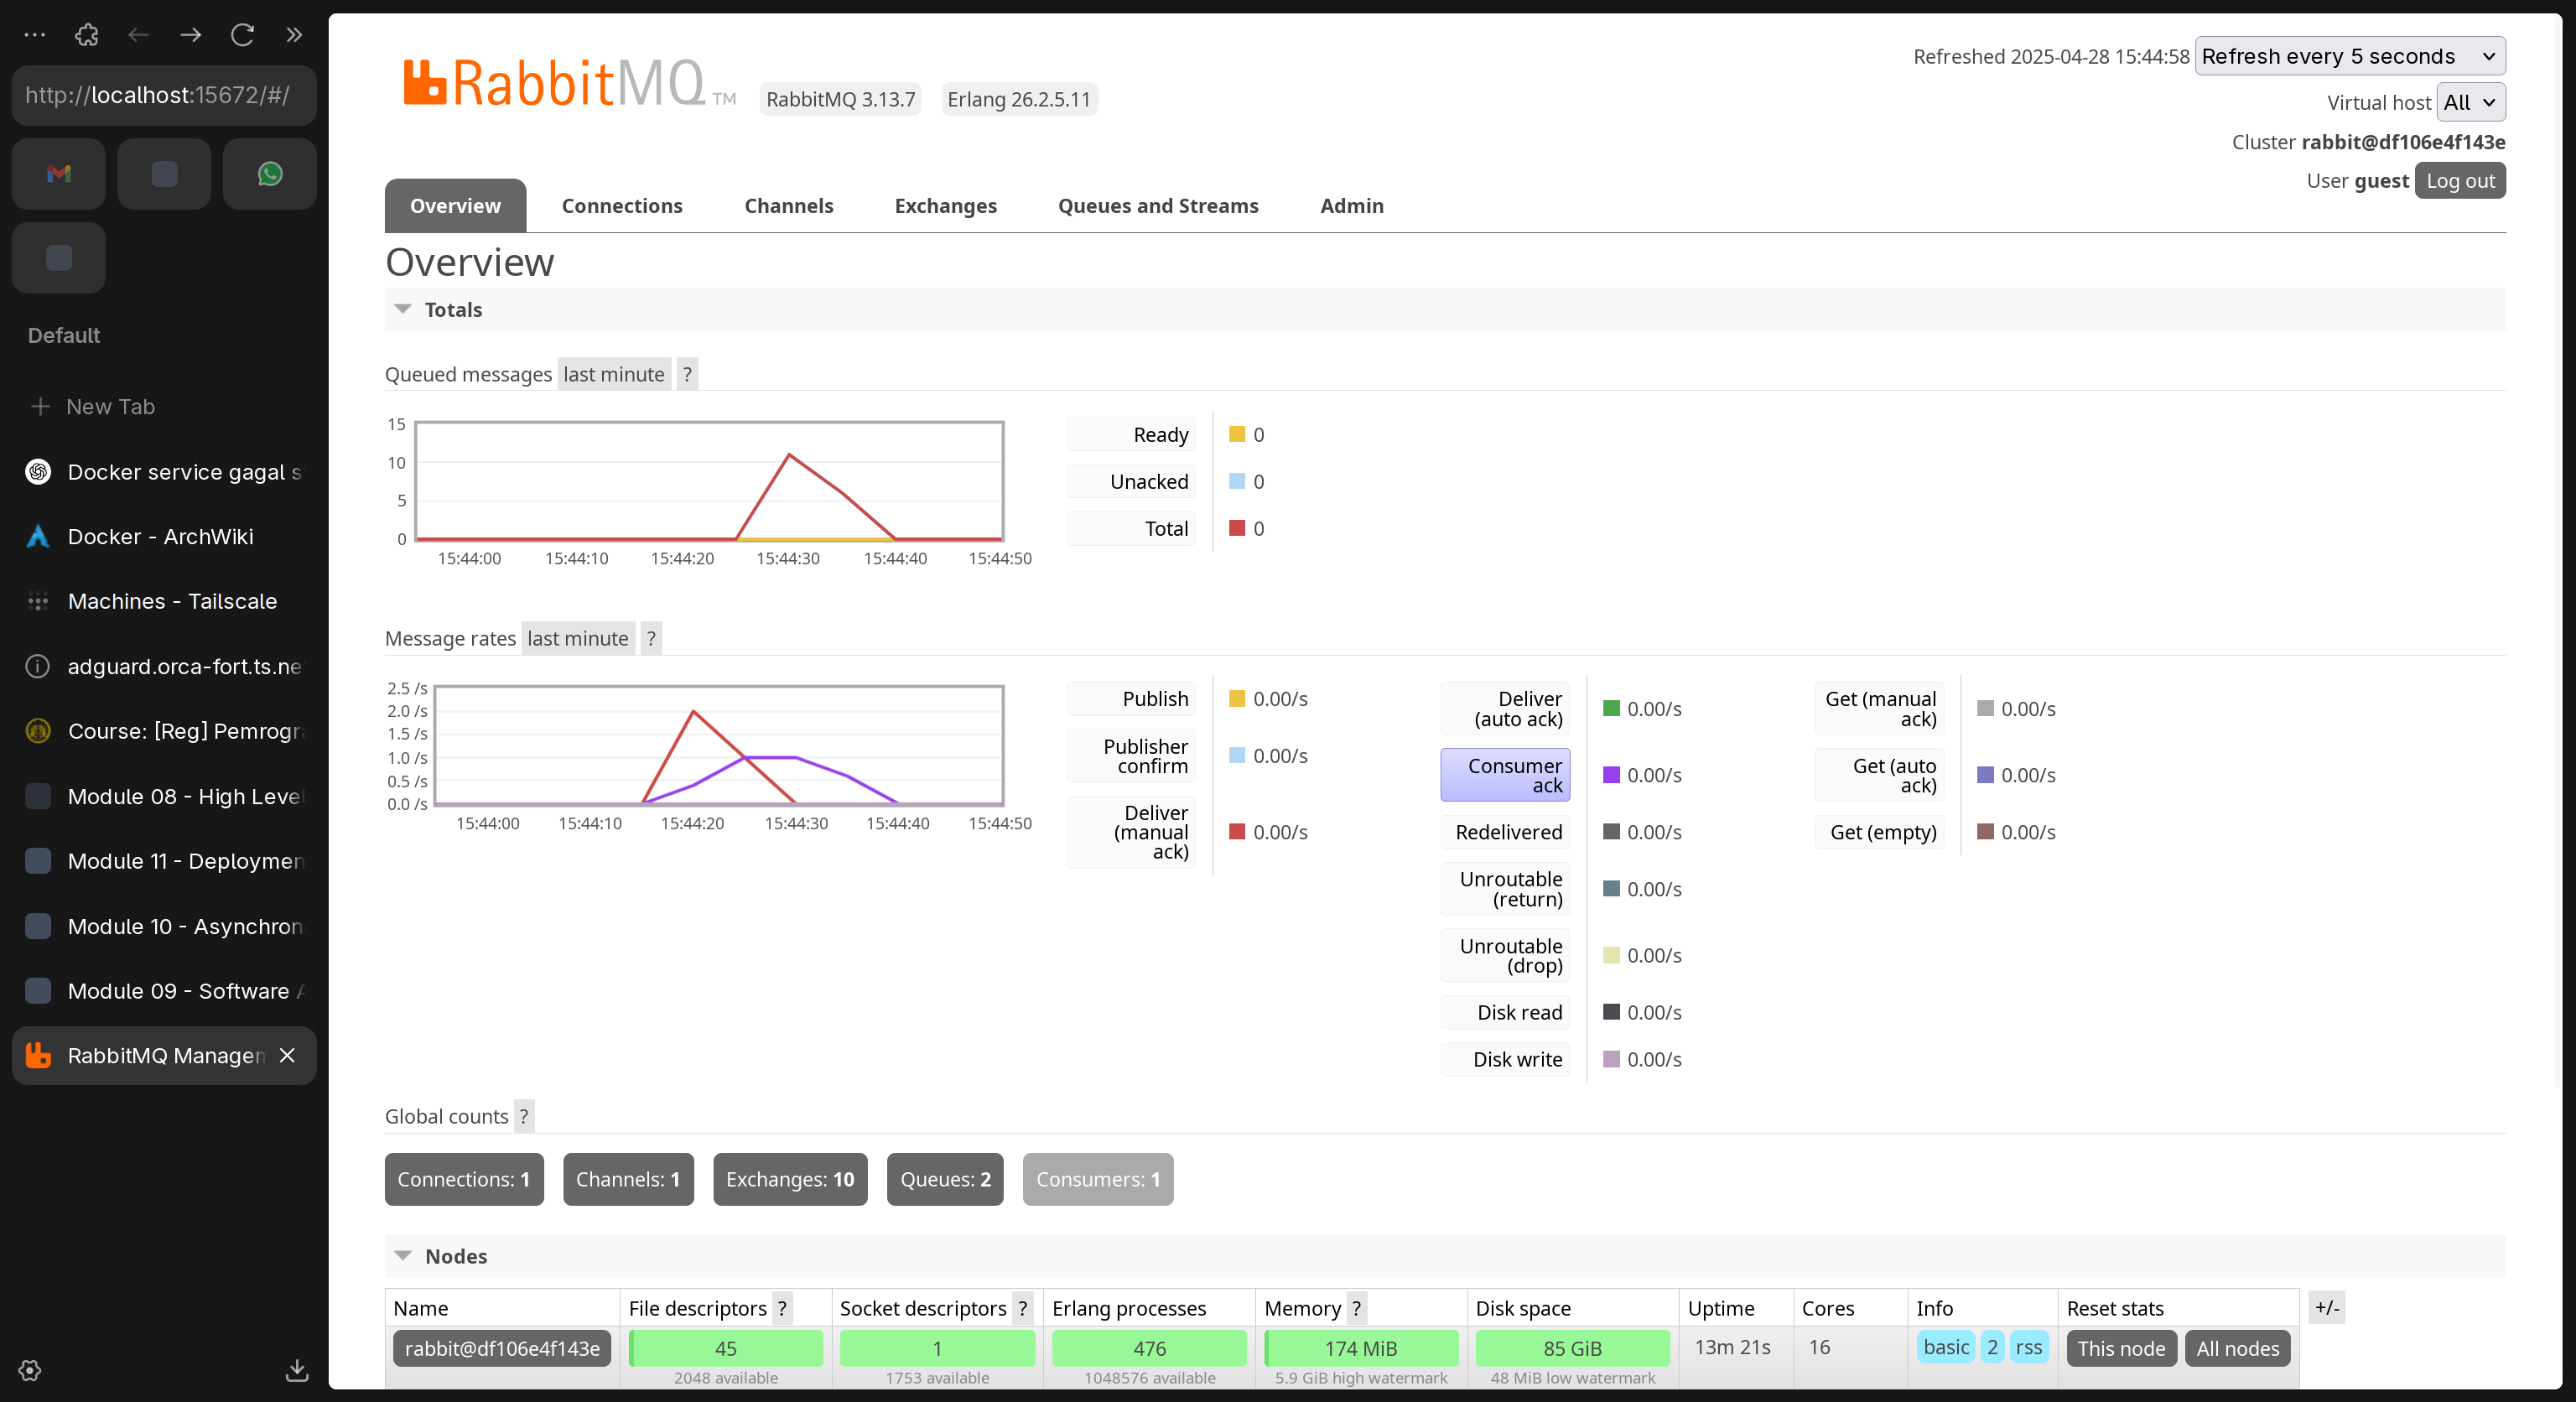 http://localhost:15672/#/
Default
New Tab
Docker service gagal s
Docker - ArchWiki
Machines - Tailscale
adguard.orca-fort.ts.ne
Course: [Reg] Pemrogra
Module 08 - High Level
Module 11 - Deploymen
Module 10 - Asynchron
Module 09 - Software A
RabbitMQ Managem
RabbitMQ TM
RabbitMQ 3.13.7
Erlang 26.2.5.11
Refreshed 2025-04-28 15:44:58
Refresh every 5 seconds
Virtual host All
Cluster rabbit@df106e4f143e
User guest Log out
Overview
Connections
Channels
Exchanges
Queues and Streams
Admin
Overview
Totals
Queued messages last minute ?
15
10
5
0
15:44:00
15:44:10
15:44:20
15:44:30
15:44:40
15:44:50
Ready 0
Unacked 0
Total 0
Message rates last minute ?
2.5 /s
2.0 /s
1.5 /s
1.0 /s
0.5 /s
0.0 /s
15:44:00
15:44:10
15:44:20
15:44:30
15:44:40
15:44:50
Publish 0.00/s
Publisher
confirm 0.00/s
Deliver
(manual
ack) 0.00/s
Deliver
(auto ack) 0.00/s
Consumer
ack 0.00/s
Redelivered 0.00/s
Unroutable
(return) 0.00/s
Unroutable
(drop) 0.00/s
Disk read 0.00/s
Disk write 0.00/s
Get (manual
ack) 0.00/s
Get (auto
ack) 0.00/s
Get (empty) 0.00/s
Global counts ?
Connections: 1
Channels: 1
Exchanges: 10
Queues: 2
Consumers: 1
Nodes
Name
File descriptors ?
Socket descriptors ?
Erlang processes
Memory ?
Disk space
Uptime
Cores
Info
Reset stats
+/-
rabbit@df106e4f143e
45
2048 available
1
1753 available
476
1048576 available
174 MiB
5.9 GiB high watermark
85 GiB
48 MiB low watermark
13m 21s
16
basic 2 rss
This node
All nodes